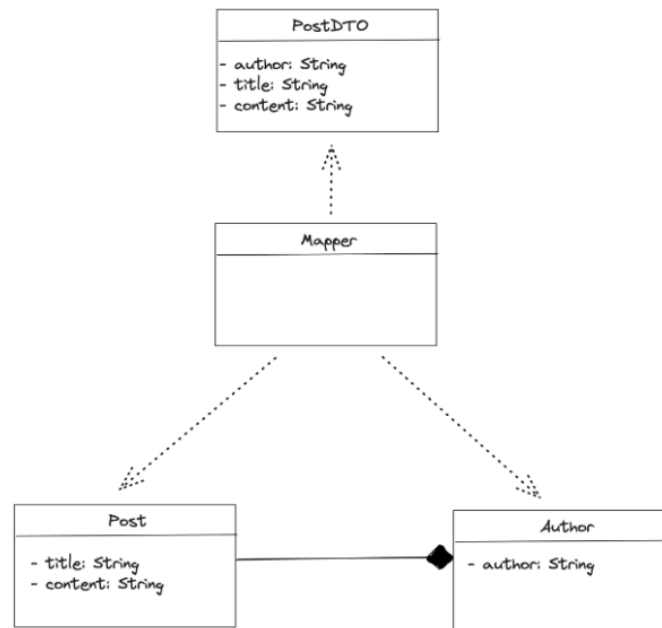 PostDTO
- author: String
- title: String
- content: String
Mapper
Post
- title: String
- content: String
Author
- author: String